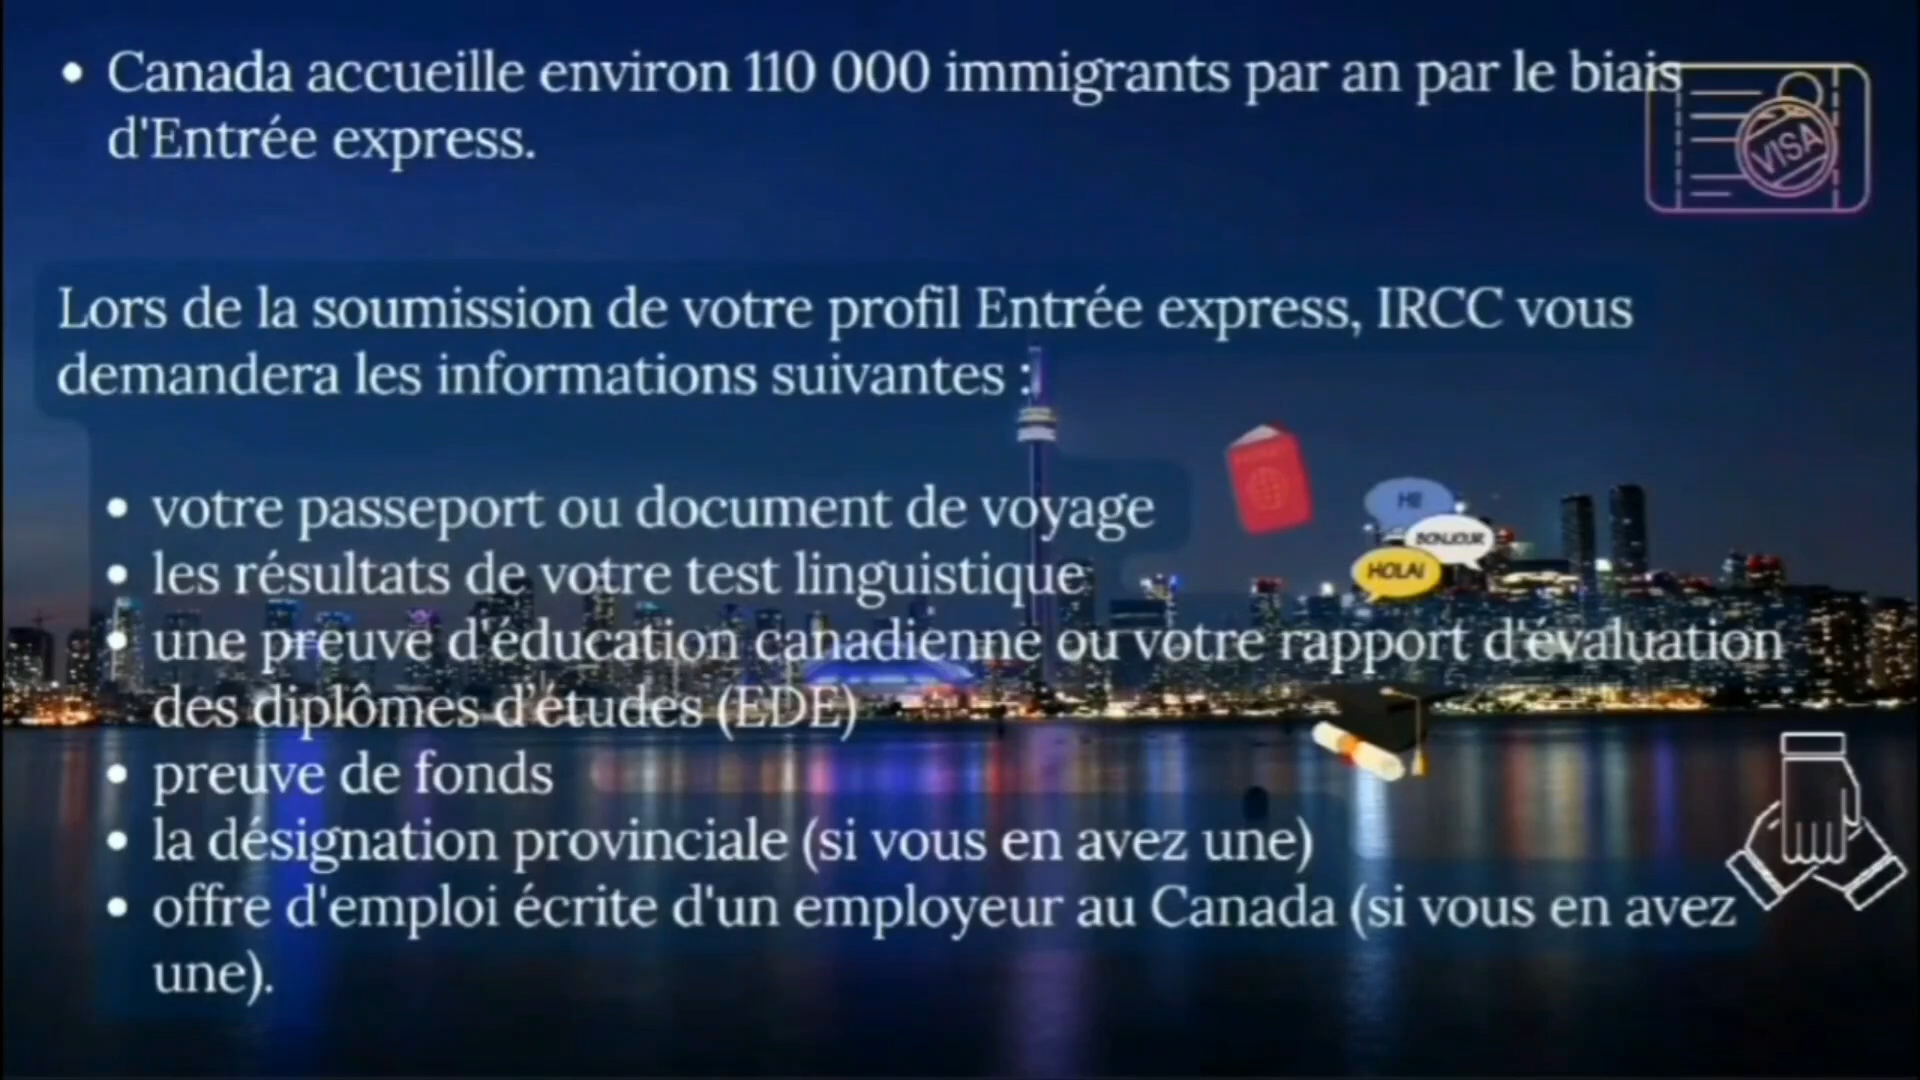 • Canada accueille environ 110 000 immigrants par an par le biais
d'Entrée express.
VISA
Lors de la soumission de votre profil Entrée express, IRCC vous
demandera les informations suivantes :
• votre passeport ou document de voyage
HI!
BONJOUR
HOLA!
• les résultats de votre test linguistique
• une preuve d'éducation canadienne ou votre rapport d'évaluation
des diplômes d'études (EDE)
• preuve de fonds
• la désignation provinciale (si vous en avez une)
• offre d'emploi écrite d'un employeur au Canada (si vous en avez
une).